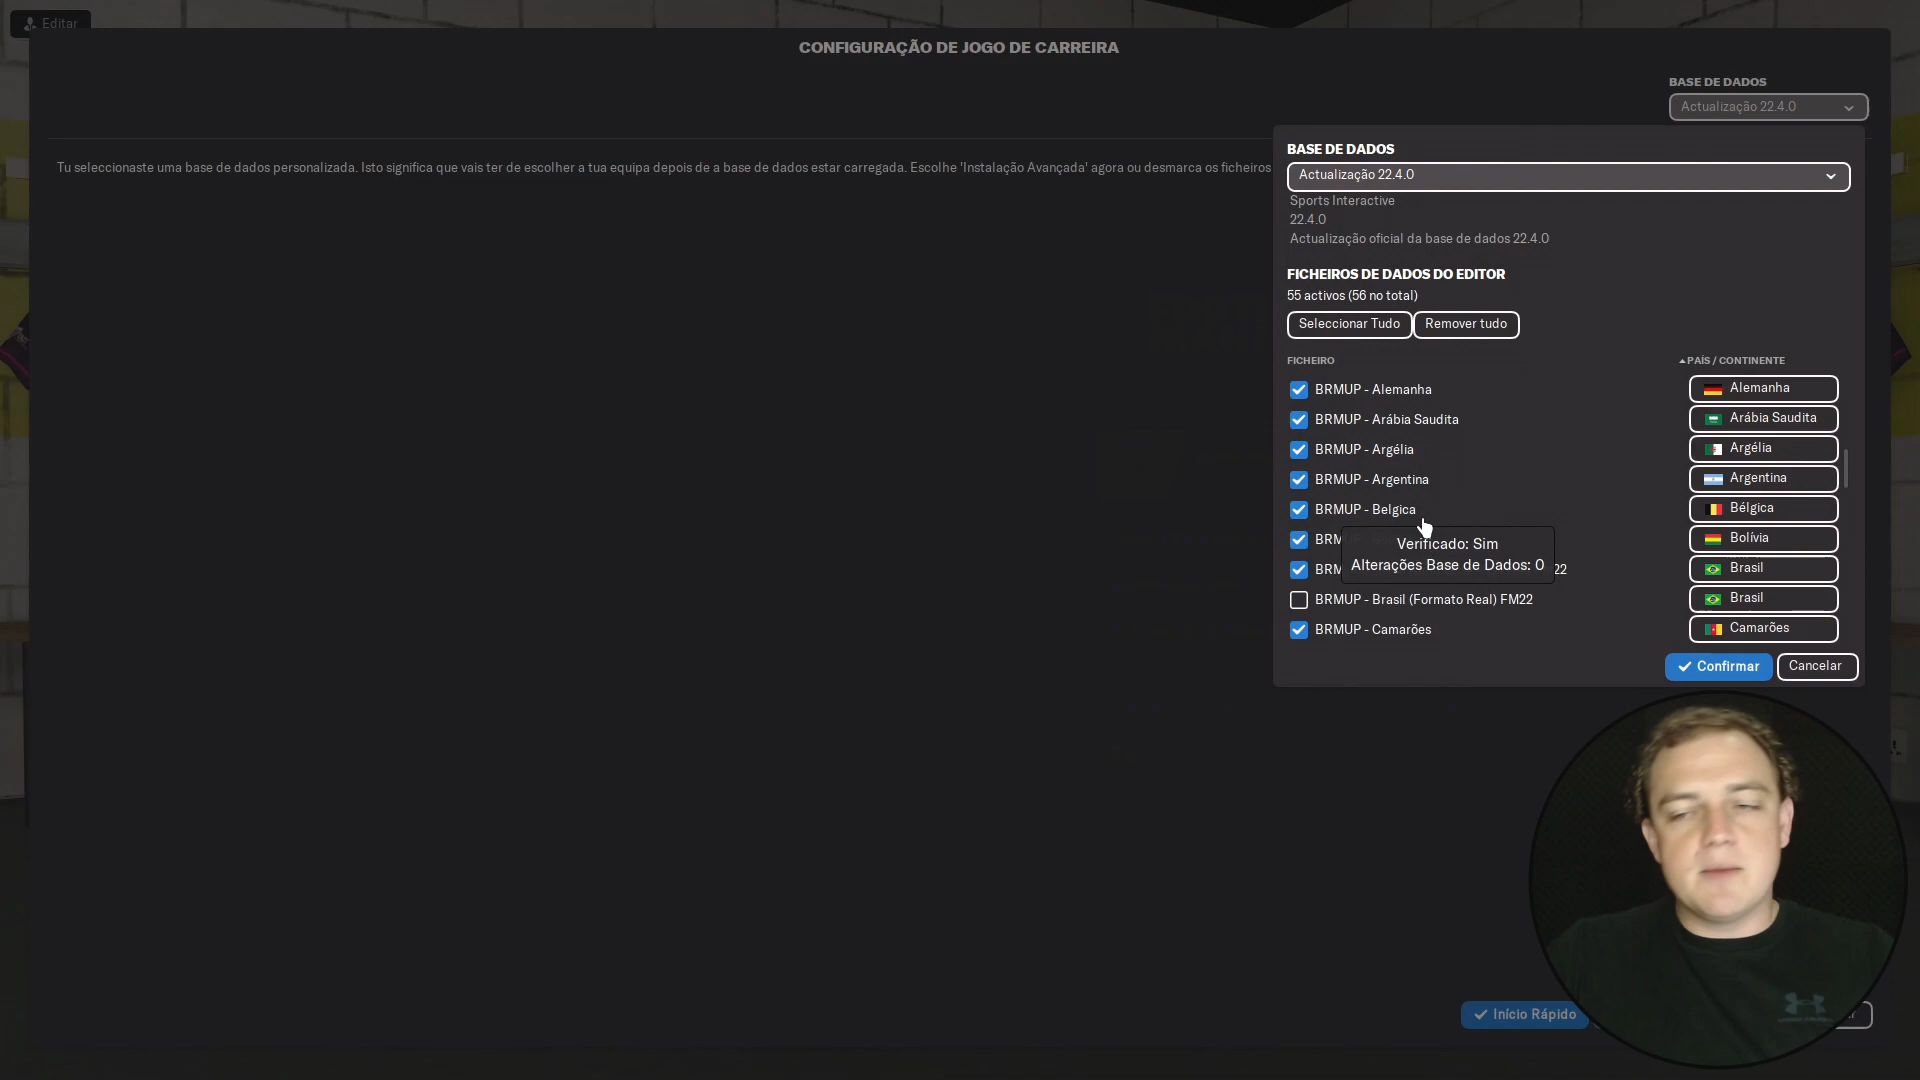 Editar
CONFIGURAÇÃO DE JOGO DE CARREIRA
BASE DE DADOS
Actualização 22.4.0
Tu seleccionaste uma base de dados personalizada. Isto significa que vais ter de escolher a tua equipa depois de a base de dados estar carregada. Escolhe 'Instalação Avançada' agora ou desmarca os ficheiros
BASE DE DADOS
Actualização 22.4.0
Sports Interactive
22.4.0
Actualização oficial da base de dados 22.4.0
FICHEIROS DE DADOS DO EDITOR
55 activos (56 no total)
Seleccionar Tudo Remover tudo
FICHEIRO PAÍS / CONTINENTE
BRMUP - Alemanha Alemanha
BRMUP - Arábia Saudita Arábia Saudita
BRMUP - Argélia Argélia
BRMUP - Argentina Argentina
BRMUP - Belgica Bélgica
BRM Bolívia
Verificado: Sim
Alterações Base de Dados: 0
BRM 22 Brasil
BRMUP - Brasil (Formato Real) FM22 Brasil
BRMUP - Camarões Camarões
Confirmar Cancelar
Início Rápido